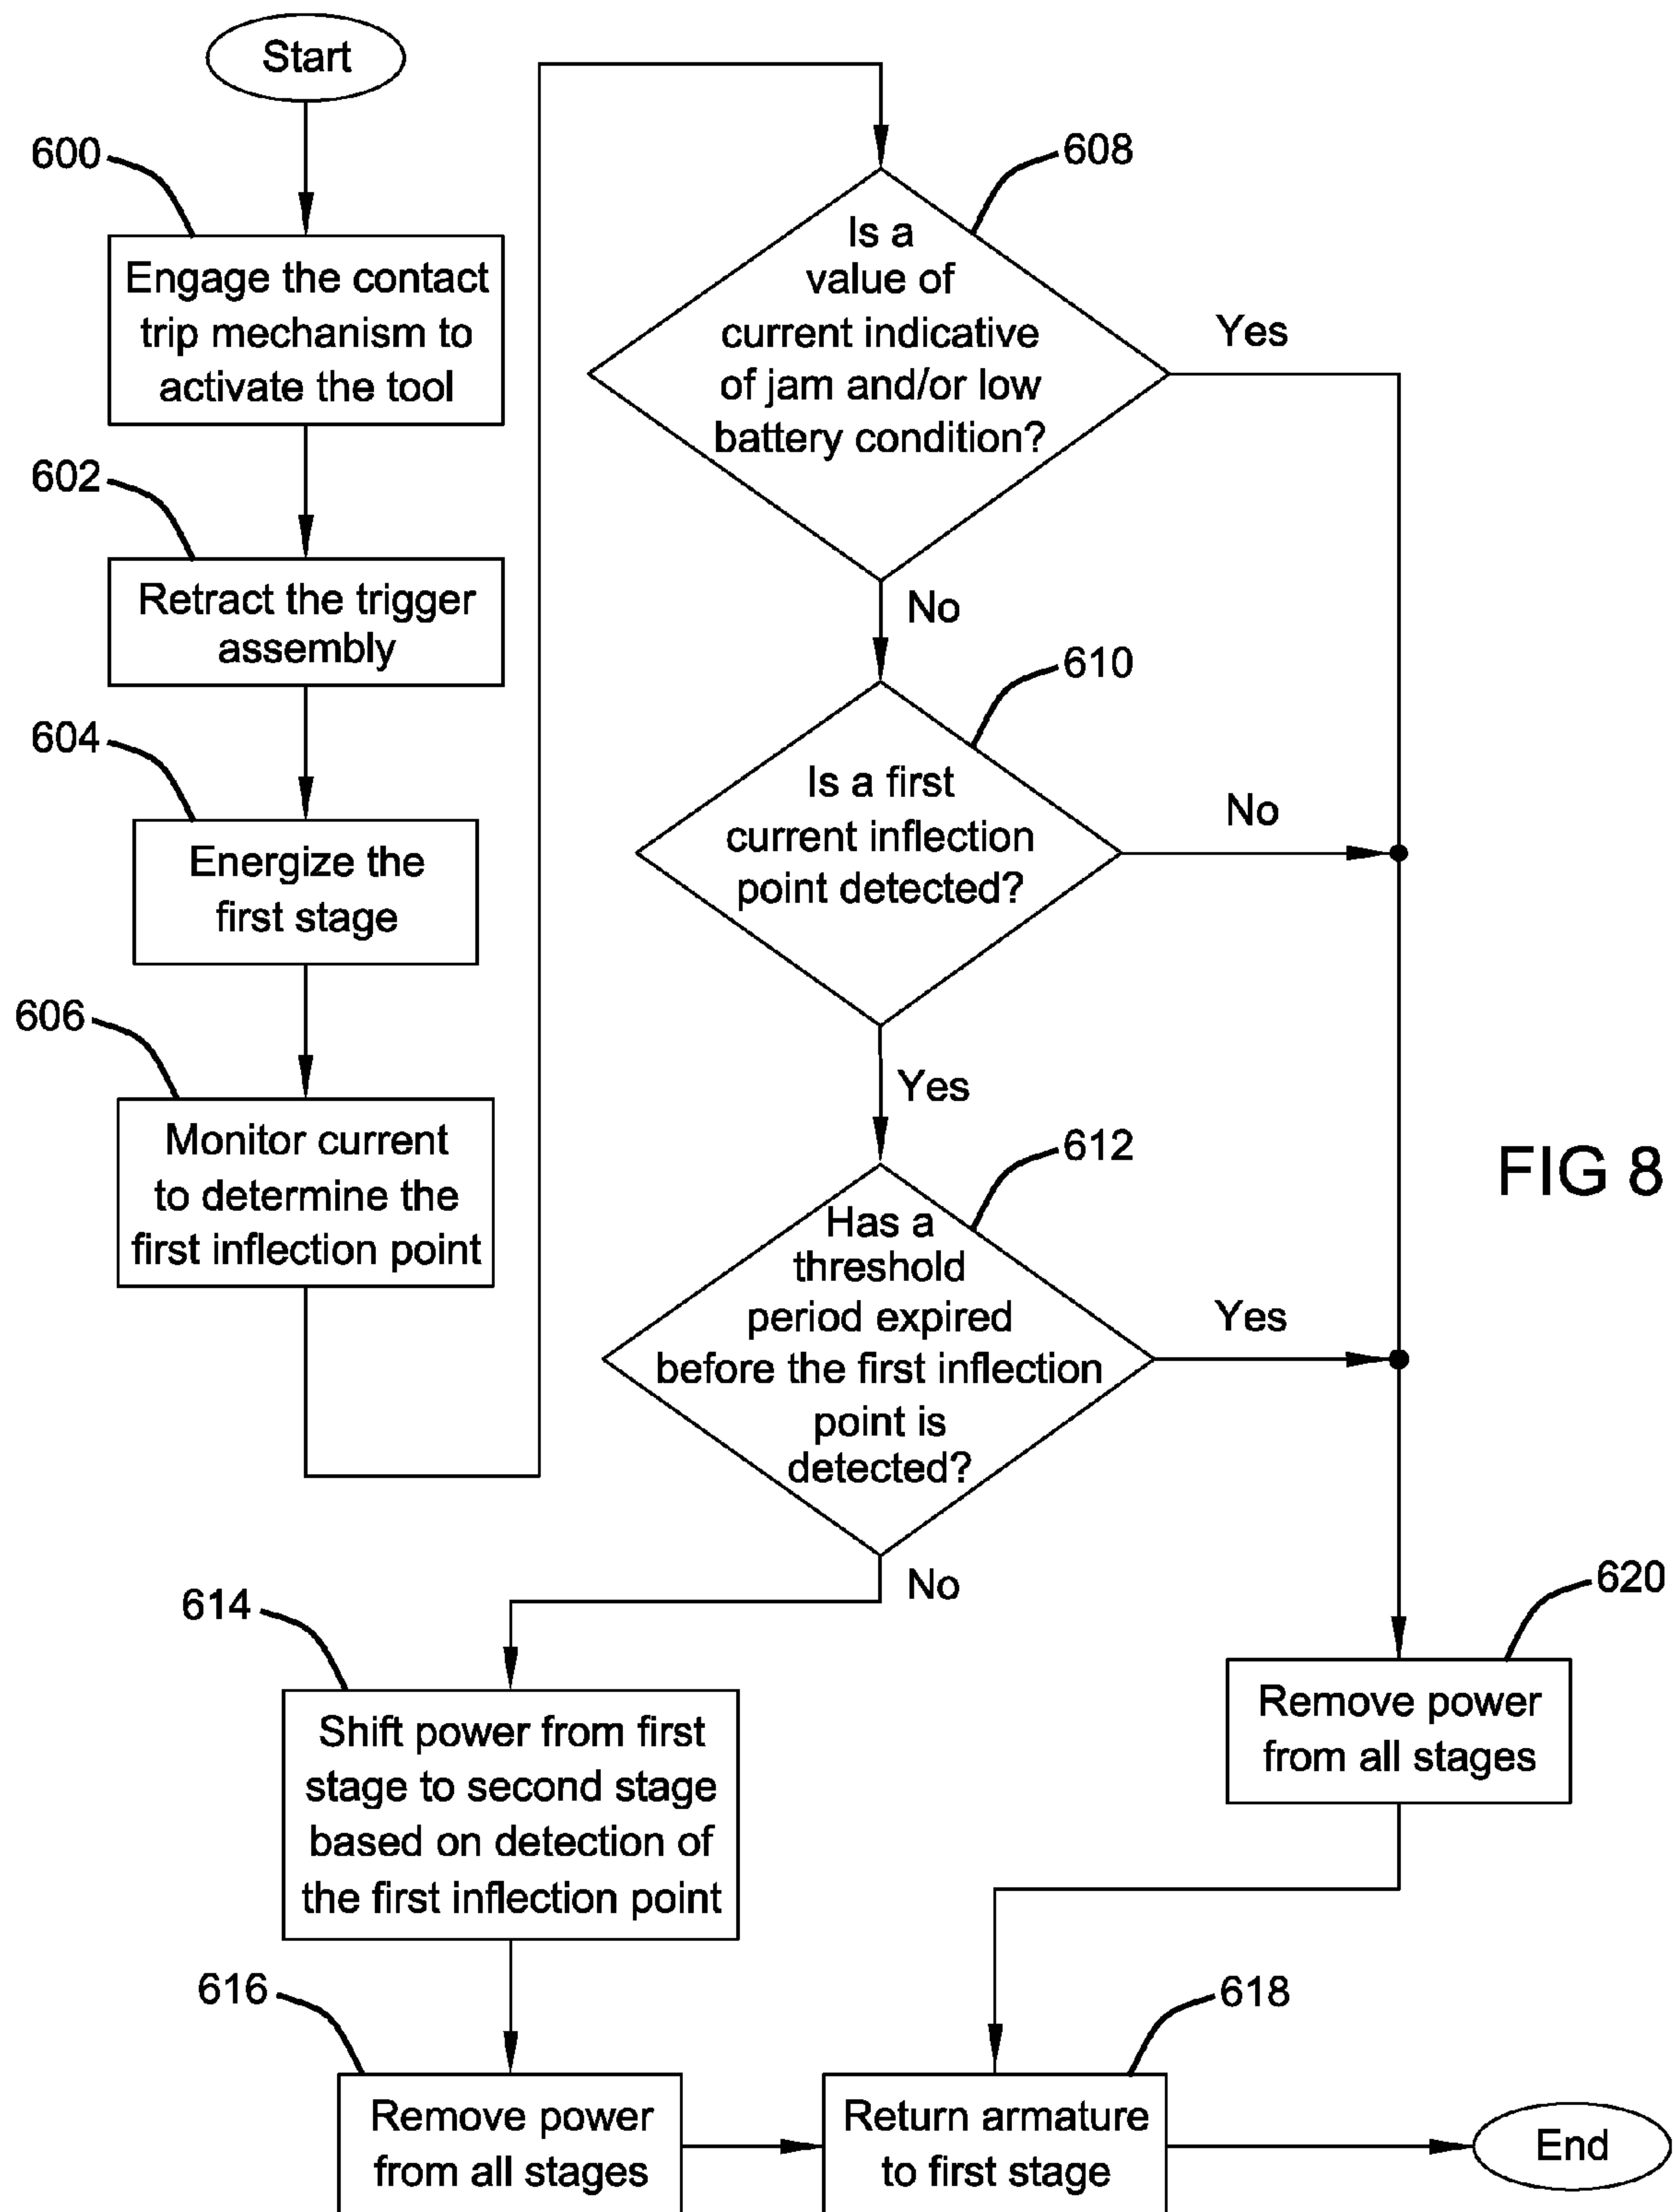 Start
600
Engage the contact
trip mechanism to
activate the tool
602
Retract the trigger
assembly
604
Energize the
first stage
606
Monitor current
to determine the
first inflection point
608
Is a
value of
current indicative
of jam and/or low
battery condition?
Yes
No
610
Is a first
current inflection
point detected?
No
Yes
612
Has a
threshold
period expired
before the first inflection
point is
detected?
Yes
No
FIG 8
614
Shift power from first
stage to second stage
based on detection of
the first inflection point
620
Remove power
from all stages
616
Remove power
from all stages
618
Return armature
to first stage
End